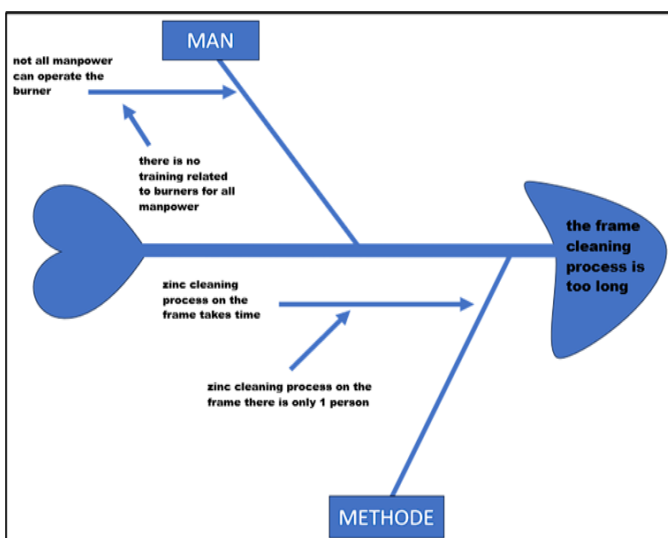 MAN
not all manpower
can operate the
burner
there is no
training related
to burners for all
manpower
the frame
cleaning
process is
too long
zinc cleaning
process on the
frame takes time
zinc cleaning process on the
frame there is only 1 person
METHODE